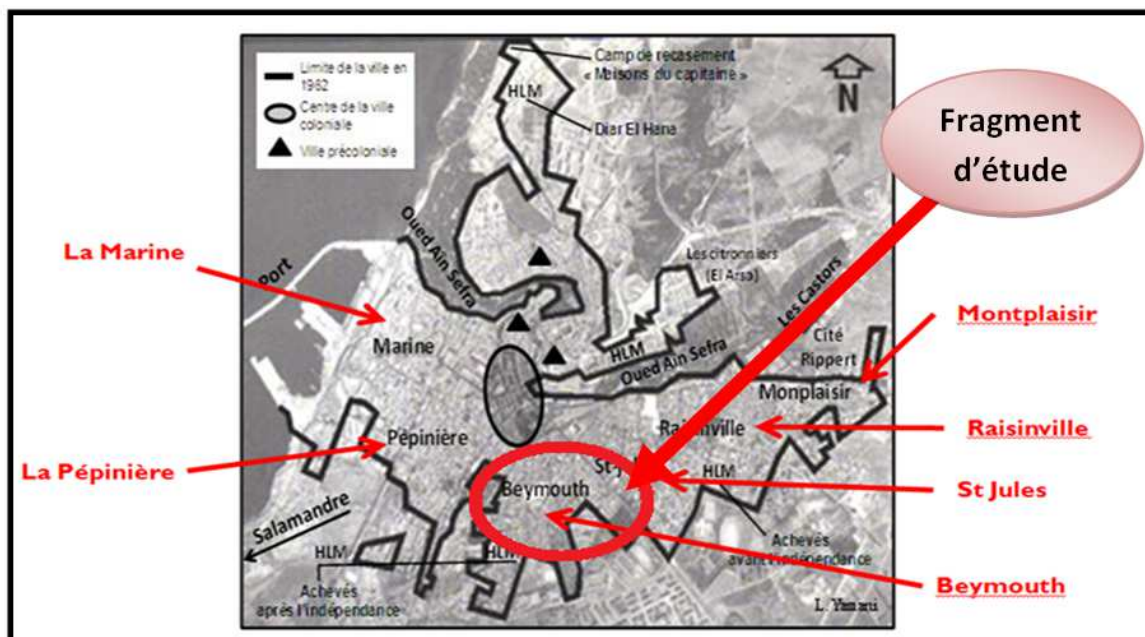 Limite de la ville en
1962
Centre de la ville
coloniale
Ville précoloniale
Camp de recasement
« Maisons du capitaine »
HLM
Diar El Hana
N
Fragment
d'étude
La Marine
Port
Oued Ain Sefra
Les citronniers
(El Arsa)
Les Castors
Montplaisir
Marine
HLM
Oued Ain Sefra
Cité
Rippert
Monplaisir
Pépinière
Raisinville
Raisinville
La Pépinière
St-J
HLM
St Jules
Beymouth
Salamandre
HLM
HLM
Achevés
avant l'indépendance
Achevés
après l'indépendance
Beymouth
L. Yamani